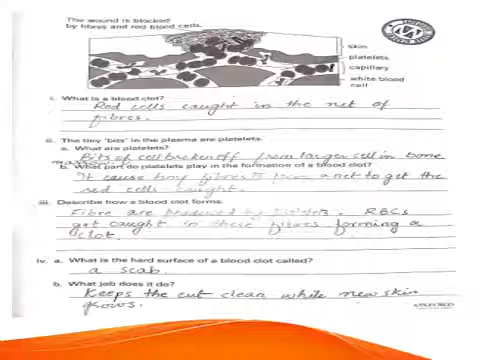 The wound is blocked
by fibres and red blood cells.
skin
platelets
capillary
white blood
cell
i. What is a blood clot?
Red cells caught in the net of
fibres.
ii. The tiny 'bits' in the plasma are platelets.
a. What are platelets?
Bits of cell broken off from larger cell in bone
marrow.
b. What part do platelets play in the formation of a blood clot?
It cause tiny fibres to form a net to get the
red cells caught.
iii. Describe how a blood clot forms.
Fibre are produced by platelets. RBCs
get caught in these fibres forming a
clot.
iv. a. What is the hard surface of a blood clot called?
a scab.
b. What job does it do?
Keeps the cut clean while new skin
grows.
OXFORD